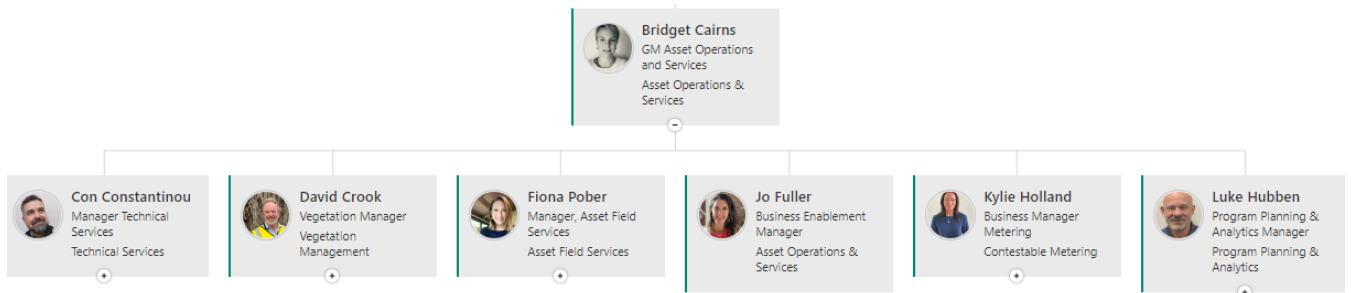 Bridget Cairns
GM Asset Operations
and Services
Asset Operations &
Services
Con Constantinou
Manager Technical
Services
Technical Services
David Crook
Vegetation Manager
Vegetation
Management
Fiona Pober
Manager, Asset Field
Services
Asset Field Services
Jo Fuller
Business Enablement
Manager
Asset Operations &
Services
Kylie Holland
Business Manager
Metering
Contestable Metering
Luke Hubben
Program Planning &
Analytics Manager
Program Planning &
Analytics